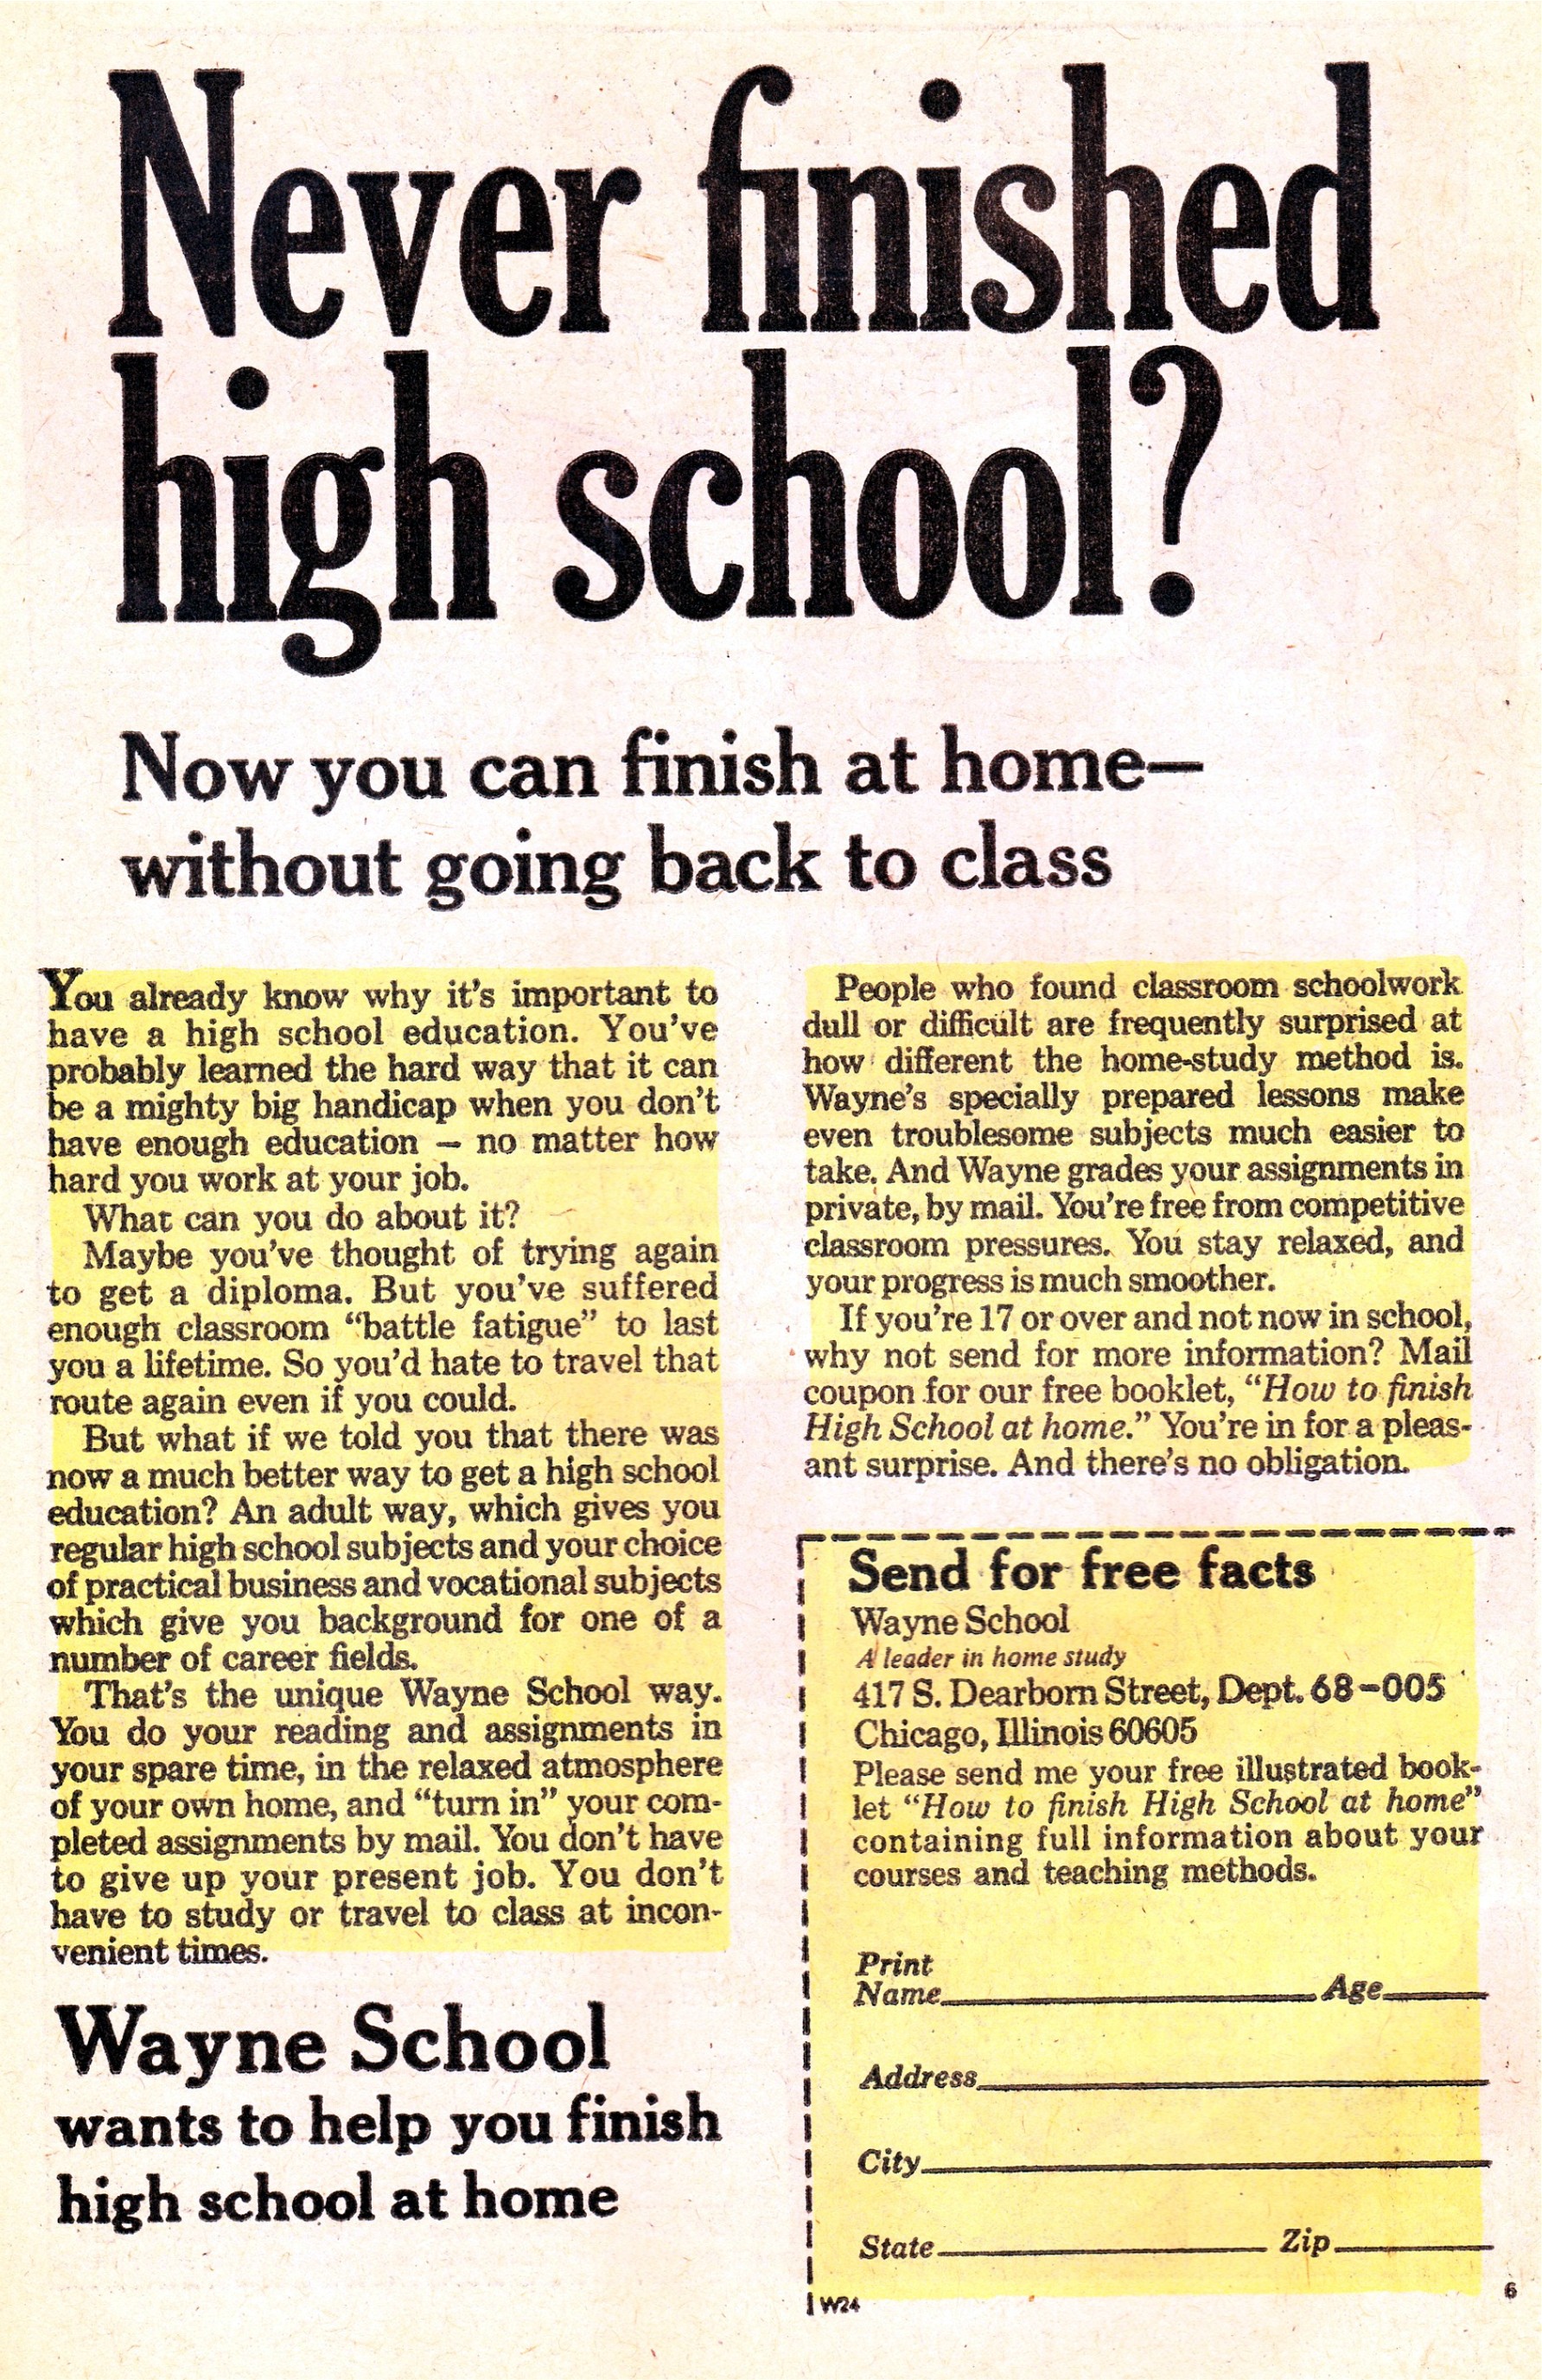 Never finished
high school?
Now you can finish at home—
without going back to class
You already know why it's important to
have a high school education. You've
probably learned the hard way that it can
be a mighty big handicap when you don't
have enough education – no matter how
hard you work at your job.
What can you do about it?
Maybe you've thought of trying again
to get a diploma. But you've suffered
enough classroom “battle fatigue” to last
you a lifetime. So you'd hate to travel that
route again even if you could.
But what if we told you that there was
now a much better way to get a high school
education? An adult way, which gives you
regular high school subjects and your choice
of practical business and vocational subjects
which give you background for one of a
number of career fields.
That's the unique Wayne School way.
You do your reading and assignments in
your spare time, in the relaxed atmosphere
of your own home, and “turn in” your com-
pleted assignments by mail. You don't have
to give up your present job. You don't
have to study or travel to class at incon-
venient times.
Wayne School
wants to help you finish
high school at home
People who found classroom schoolwork
dull or difficult are frequently surprised at
how different the home-study method is.
Wayne's specially prepared lessons make
even troublesome subjects much easier to
take. And Wayne grades your assignments in
private, by mail. You're free from competitive
classroom pressures. You stay relaxed, and
your progress is much smoother.
If you're 17 or over and not now in school,
why not send for more information? Mail
coupon for our free booklet, “How to finish
High School at home.” You're in for a pleas-
ant surprise. And there's no obligation.
Send for free facts
Wayne School
A leader in home study
417 S. Dearborn Street, Dept. 68-005
Chicago, Illinois 60605
Please send me your free illustrated book-
let “How to finish High School at home”
containing full information about your
courses and teaching methods.
Print
Name Age
Address
City
State Zip
W24
6